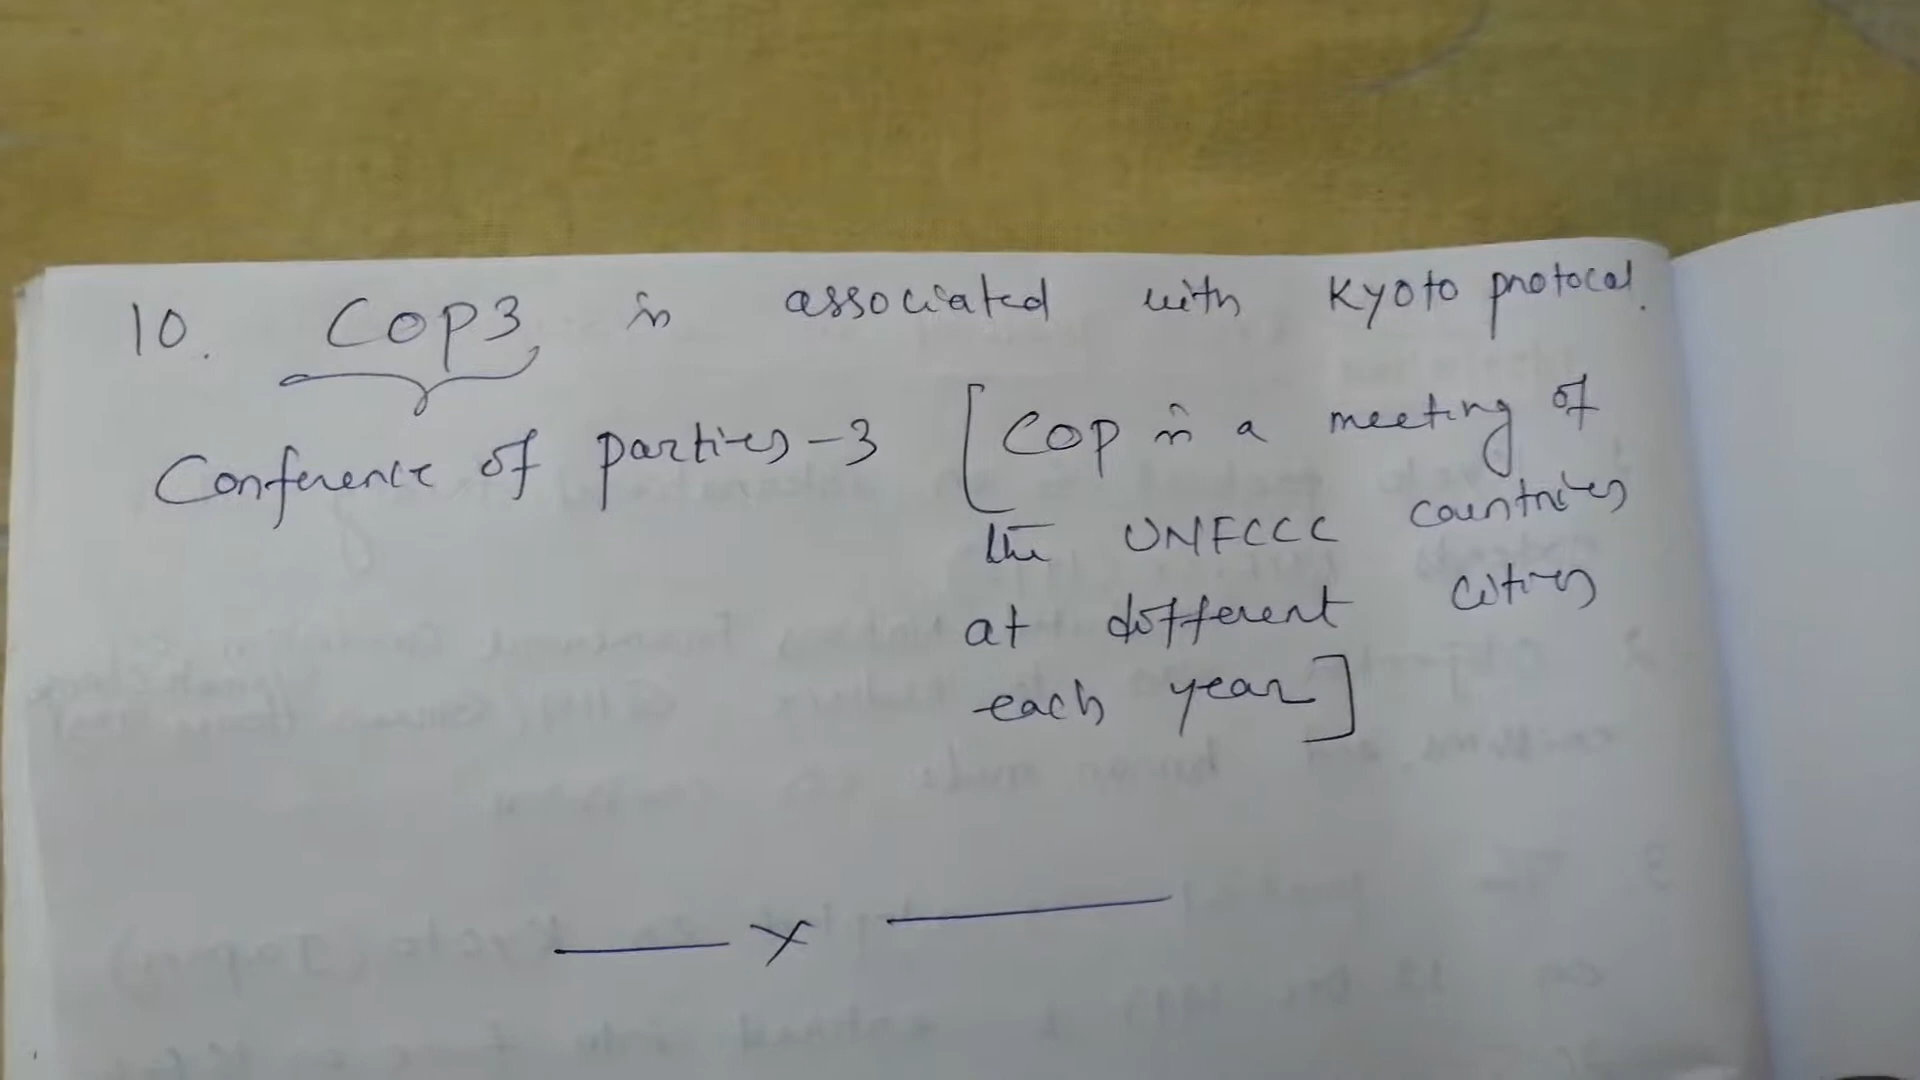 10. COP3 is associated with Kyoto protocal.
Conference of parties-3 [COP is a meeting of
the UNFCCC countries
at different cities
each year]
x